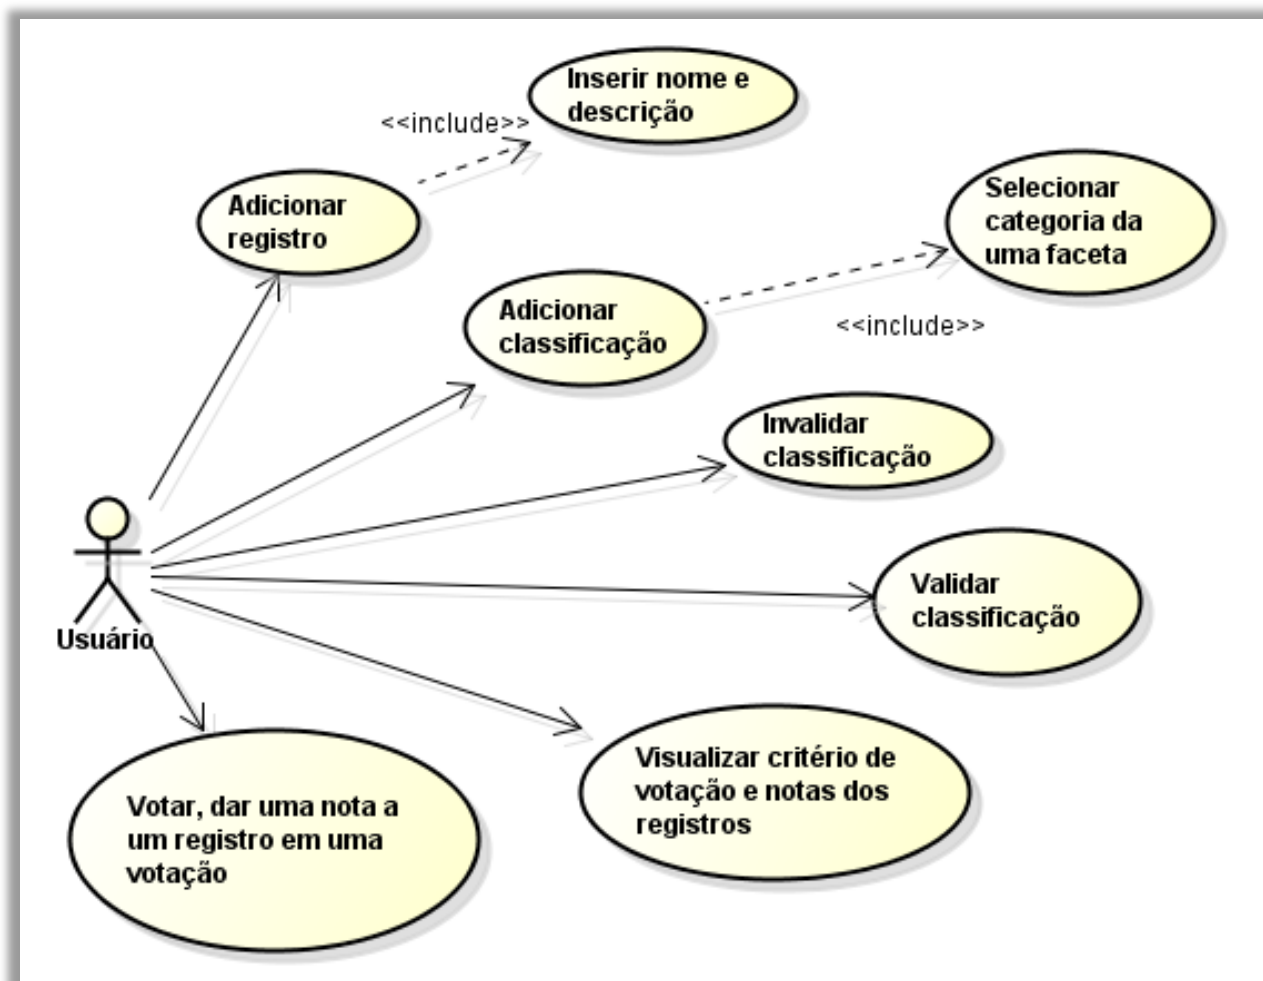 Inserir nome e
descrição
<<include>>
Adicionar
registro
Selecionar
categoria da
uma faceta
Adicionar
classificação
<<include>>
Invalidar
classificação
Validar
classificação
Usuário
Visualizar critério de
votação e notas dos
registros
Votar, dar uma nota a
um registro em uma
votação